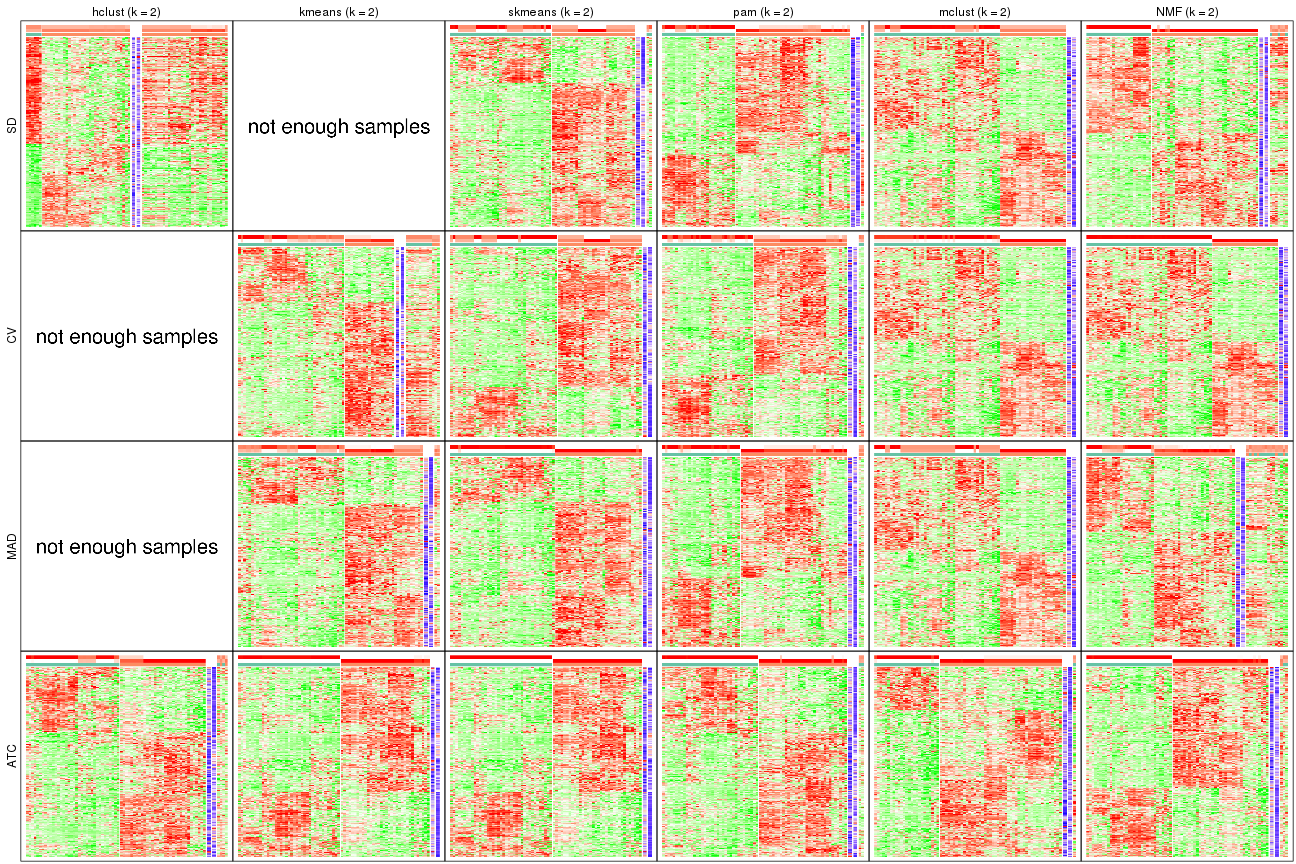 hclust (k = 2) kmeans (k = 2) skmeans (k = 2) pam (k = 2) mclust (k = 2) NMF (k = 2)
SD
not enough samples
CV
not enough samples
MAD
not enough samples
ATC